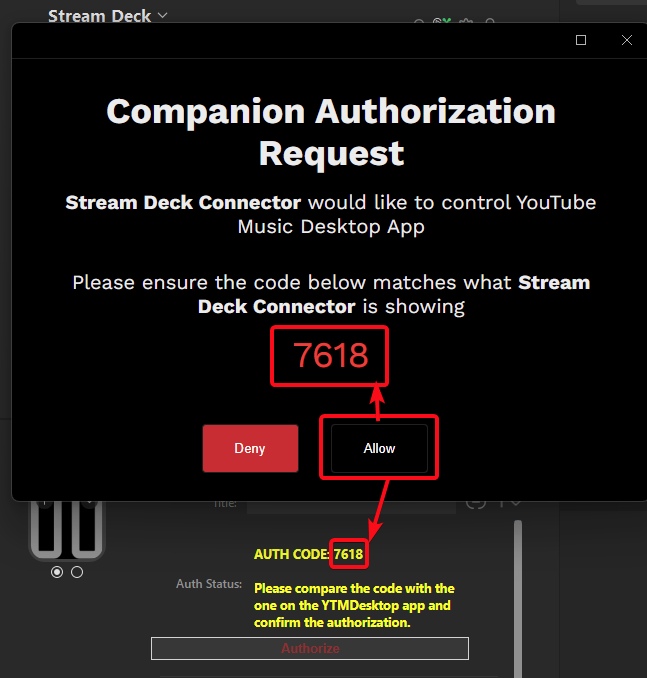 Stream Deck
Companion Authorization
Request
Stream Deck Connector would like to control YouTube
Music Desktop App
Please ensure the code below matches what Stream
Deck Connector is showing
7618
Deny
Allow
Title:
AUTH CODE: 7618
Auth Status:
Please compare the code with the
one on the YTMDesktop app and
confirm the authorization.
Authorize